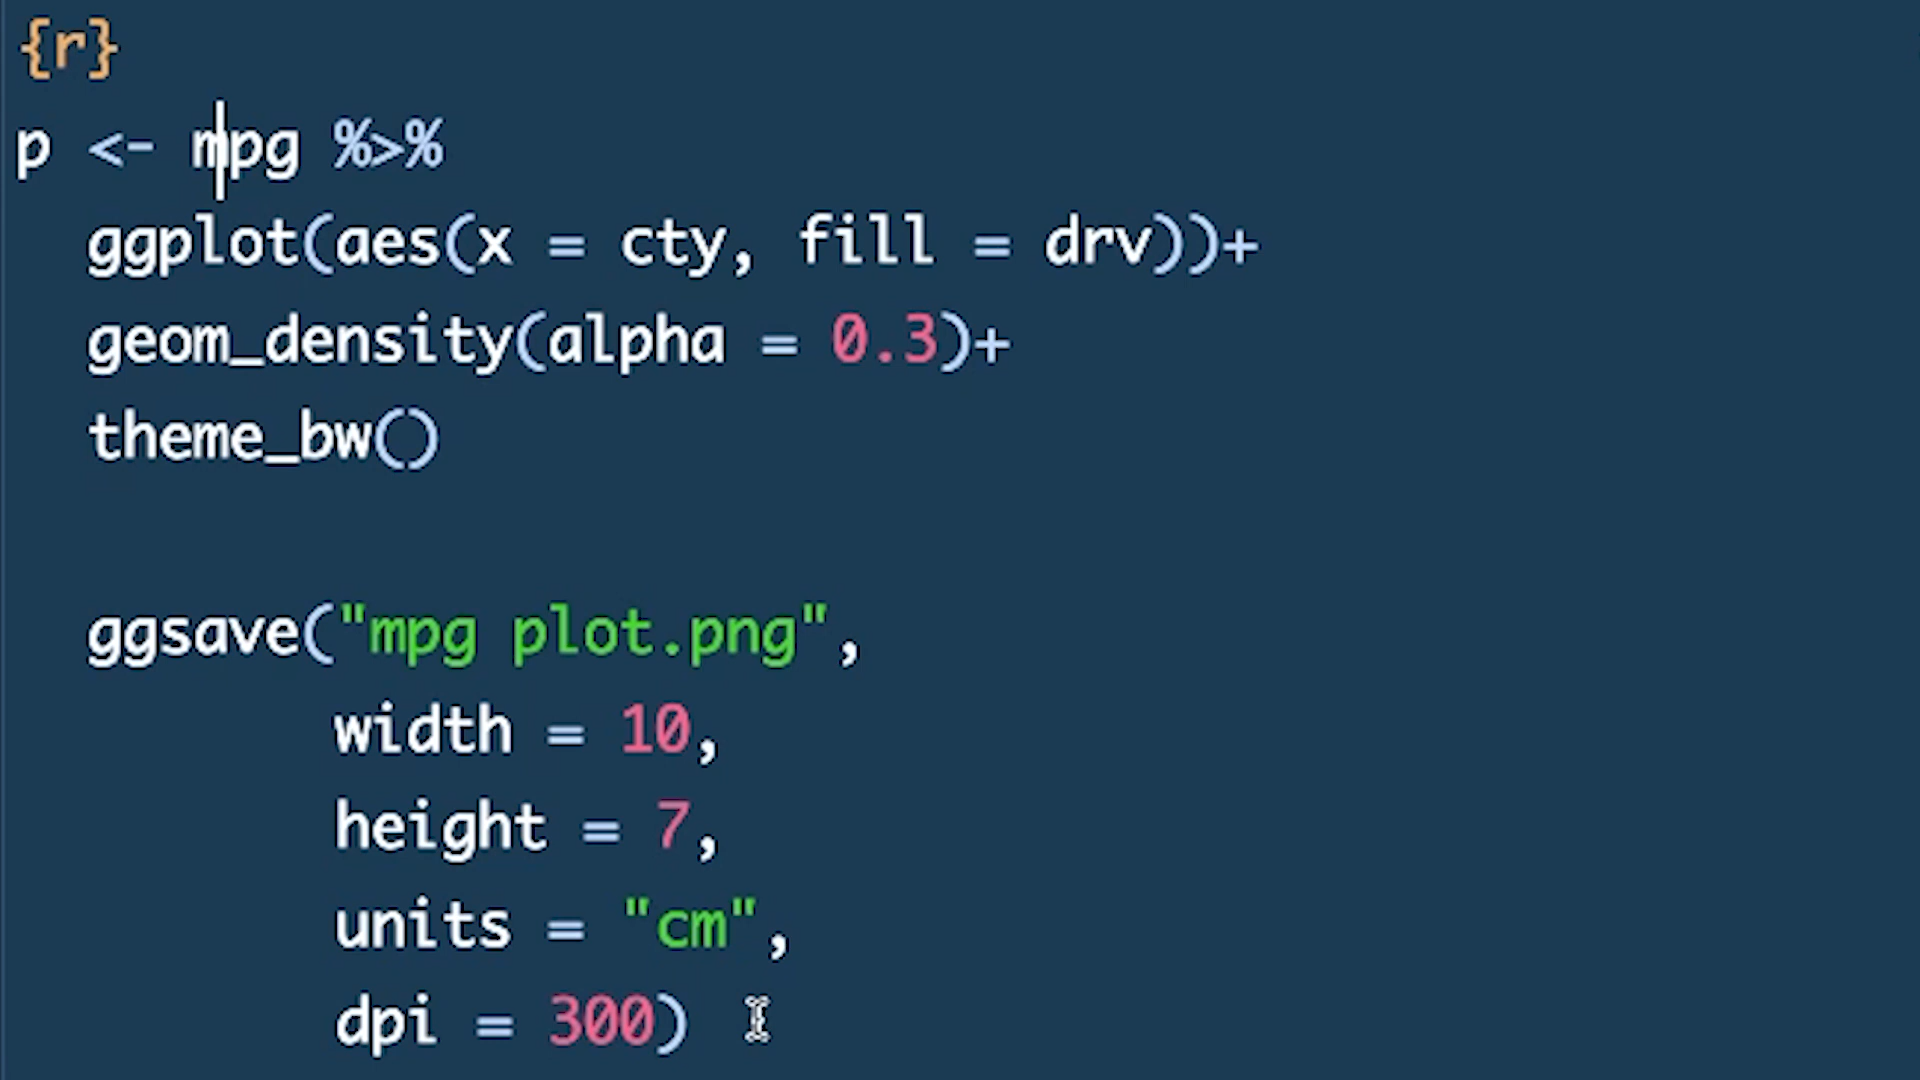 {r}
p <- mpg %>%
ggplot(aes(x = cty, fill = drv))+
geom_density(alpha = 0.3)+
theme_bw()
ggsave("mpg plot.png",
width = 10,
height = 7,
units = "cm",
dpi = 300)